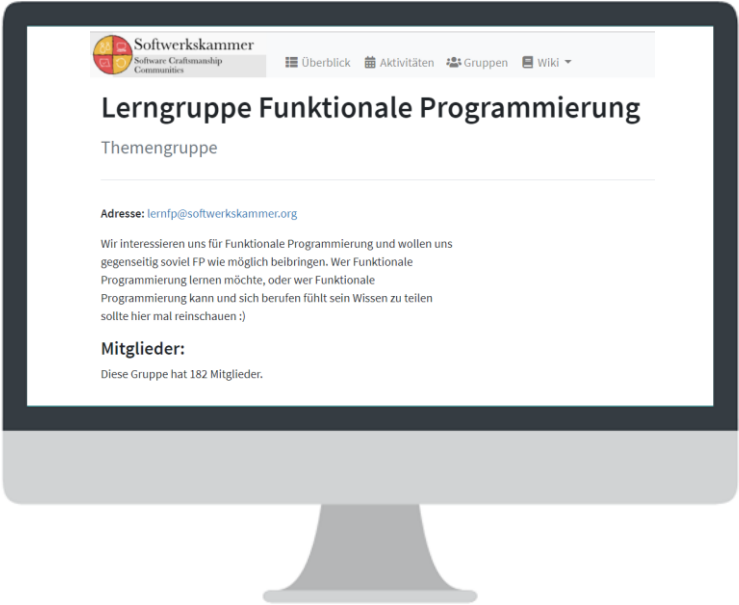 Softwerkskammer
Software Craftsmanship
Communities
Überblick Aktivitäten Gruppen Wiki
Lerngruppe Funktionale Programmierung
Themengruppe
Adresse: lernfp@softwerkskammer.org
Wir interessieren uns für Funktionale Programmierung und wollen uns
gegenseitig soviel FP wie möglich beibringen. Wer Funktionale
Programmierung lernen möchte, oder wer Funktionale
Programmierung kann und sich berufen fühlt sein Wissen zu teilen
sollte hier mal reinschauen :)
Mitglieder:
Diese Gruppe hat 182 Mitglieder.